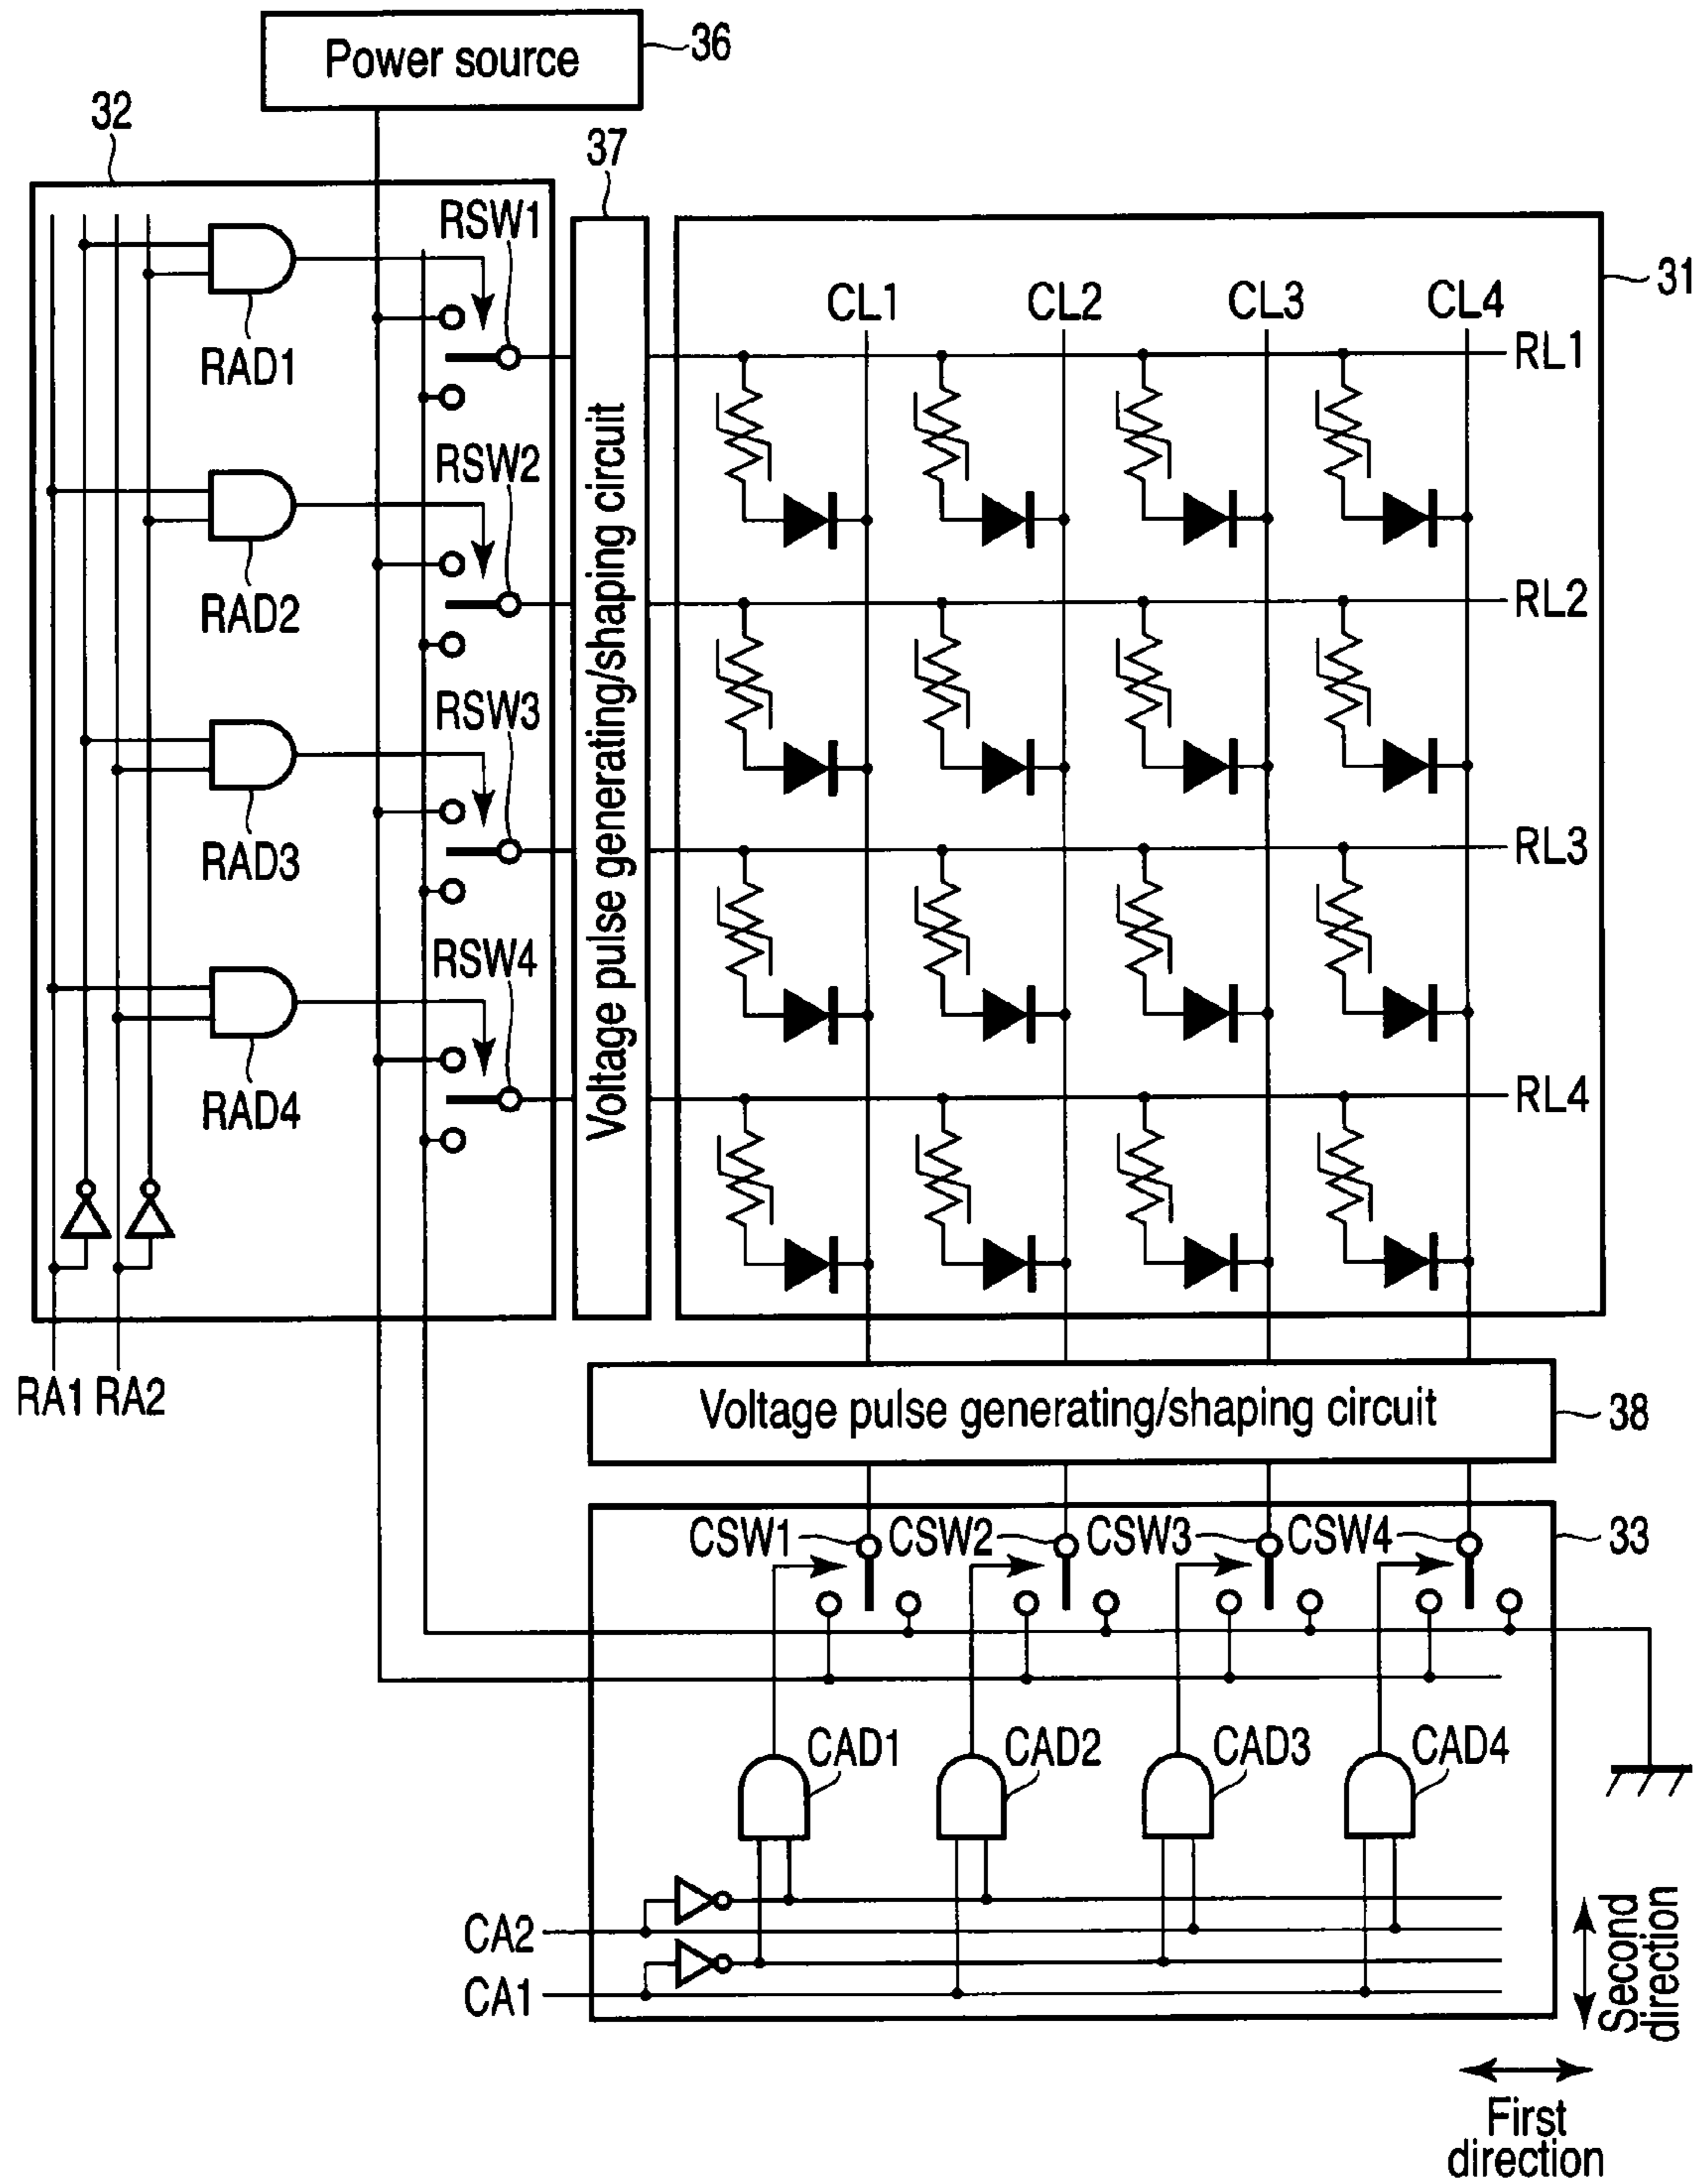 Power source
36
32
37
RSW1
31
CL1
CL2
CL3
CL4
RL1
RAD1
RSW2
RL2
RAD2
Voltage pulse generating/shaping circuit
RSW3
RL3
RAD3
RSW4
RL4
RAD4
RA1 RA2
Voltage pulse generating/shaping circuit
38
CSW1
CSW2
CSW3
CSW4
33
CAD1
CAD2
CAD3
CAD4
CA2
CA1
Second
direction
First
direction